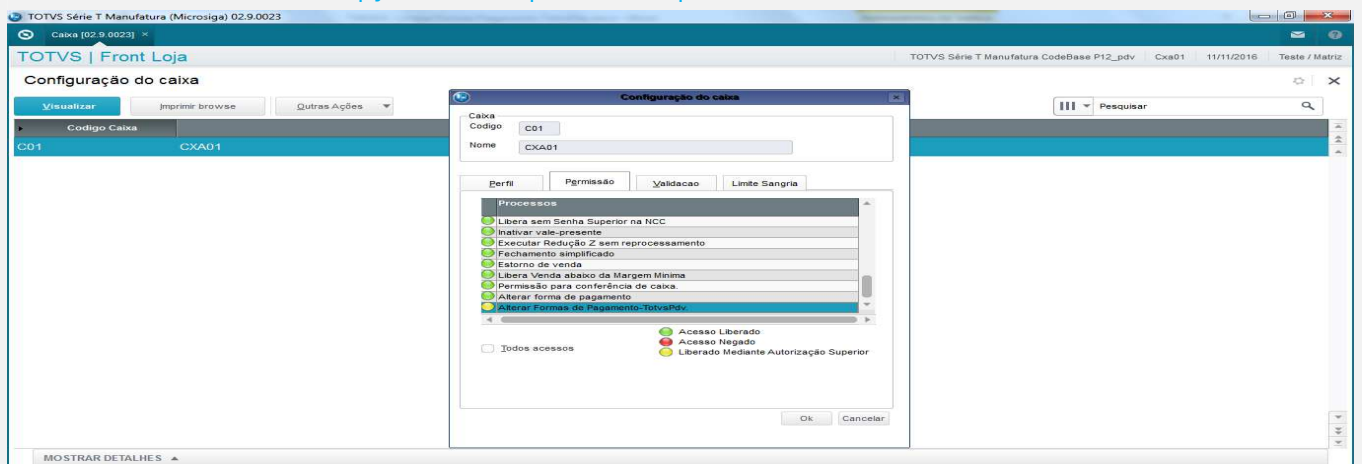 TOTVS Série T Manufatura (Microsiga) 02.9.0023
Caixa [02.9.0023] ×
TOTVS | Front Loja
TOTVS Série T Manufatura CodeBase P12_pdv Cxa01 11/11/2016 Teste / Matriz
Configuração do caixa
Visualizar Imprimir browse Outras Ações
Pesquisar
Codigo Caixa
C01 CXA01
Configuração do caixa
Caixa
Codigo C01
Nome CXA01
Perfil Permissão Validacao Limite Sangria
Processos
Libera sem Senha Superior na NCC
Inativar vale-presente
Executar Redução Z sem reprocessamento
Fechamento simplificado
Estorno de venda
Libera Venda abaixo da Margem Minima
Permissão para conferência de caixa.
Alterar forma de pagamento
Alterar Formas de Pagamento-TotvsPdv.
Acesso Liberado
Acesso Negado
Todos acessos
Liberado Mediante Autorização Superior
Ok Cancelar
MOSTRAR DETALHES